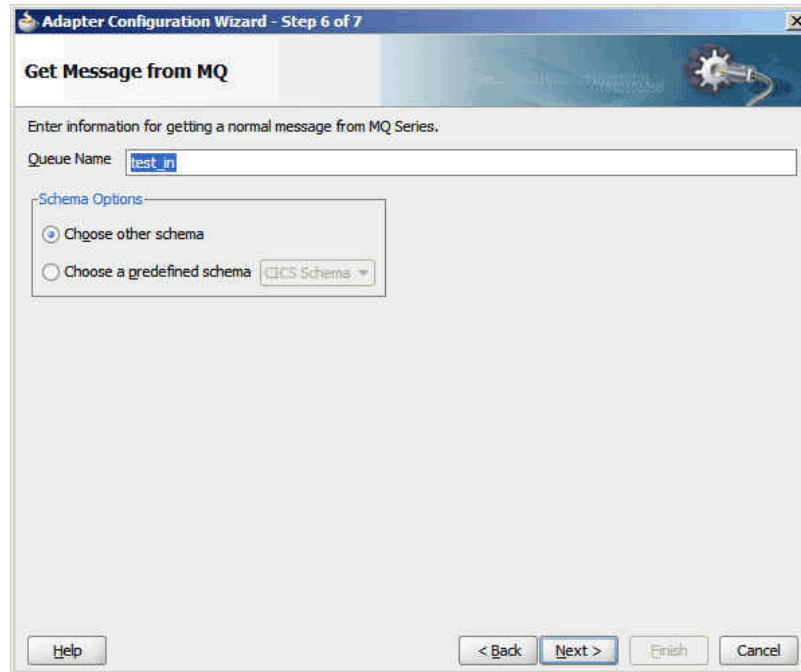 Adapter Configuration Wizard - Step 6 of 7
Get Message from MQ
Enter information for getting a normal message from MQ Series.
Queue Name test_in
Schema Options
Choose other schema
Choose a predefined schema CICS Schema
Help < Back Next > Finish Cancel